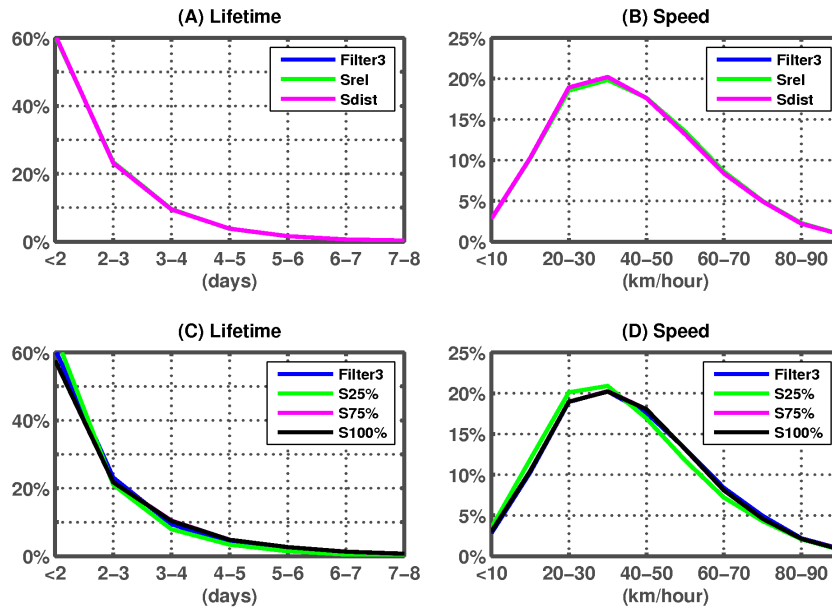 (A) Lifetime
60%
40%
20%
0%
<2 2–3 3–4 4–5 5–6 6–7 7–8
(days)
Filter3
Srel
Sdist
(B) Speed
25%
20%
15%
10%
5%
0%
<10 20–30 40–50 60–70 80–90
(km/hour)
Filter3
Srel
Sdist
(C) Lifetime
60%
40%
20%
0%
<2 2–3 3–4 4–5 5–6 6–7 7–8
(days)
Filter3
S25%
S75%
S100%
(D) Speed
25%
20%
15%
10%
5%
0%
<10 20–30 40–50 60–70 80–90
(km/hour)
Filter3
S25%
S75%
S100%